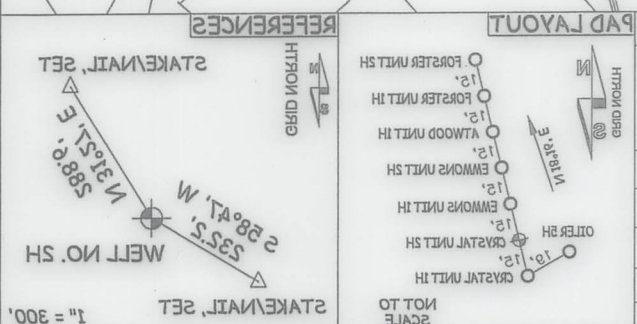 PAD LAYOUT
GRID NORTH
N
S
FORSTER UNIT 2H
15'
FORSTER UNIT 1H
15'
ATWOOD UNIT 1H
15'
EMMONS UNIT 2H
15'
EMMONS UNIT 1H
15'
CRYSTAL UNIT 2H
15'
CRYSTAL UNIT 1H
19'
OILER 5H
N 18°16' E
NOT TO
SCALE
REFERENCES
GRID NORTH
N
S
STAKE/NAIL, SET
N 31°27' E
288.6'
S 58°47' W
232.2'
WELL NO. 2H
STAKE/NAIL, SET
1" = 300'